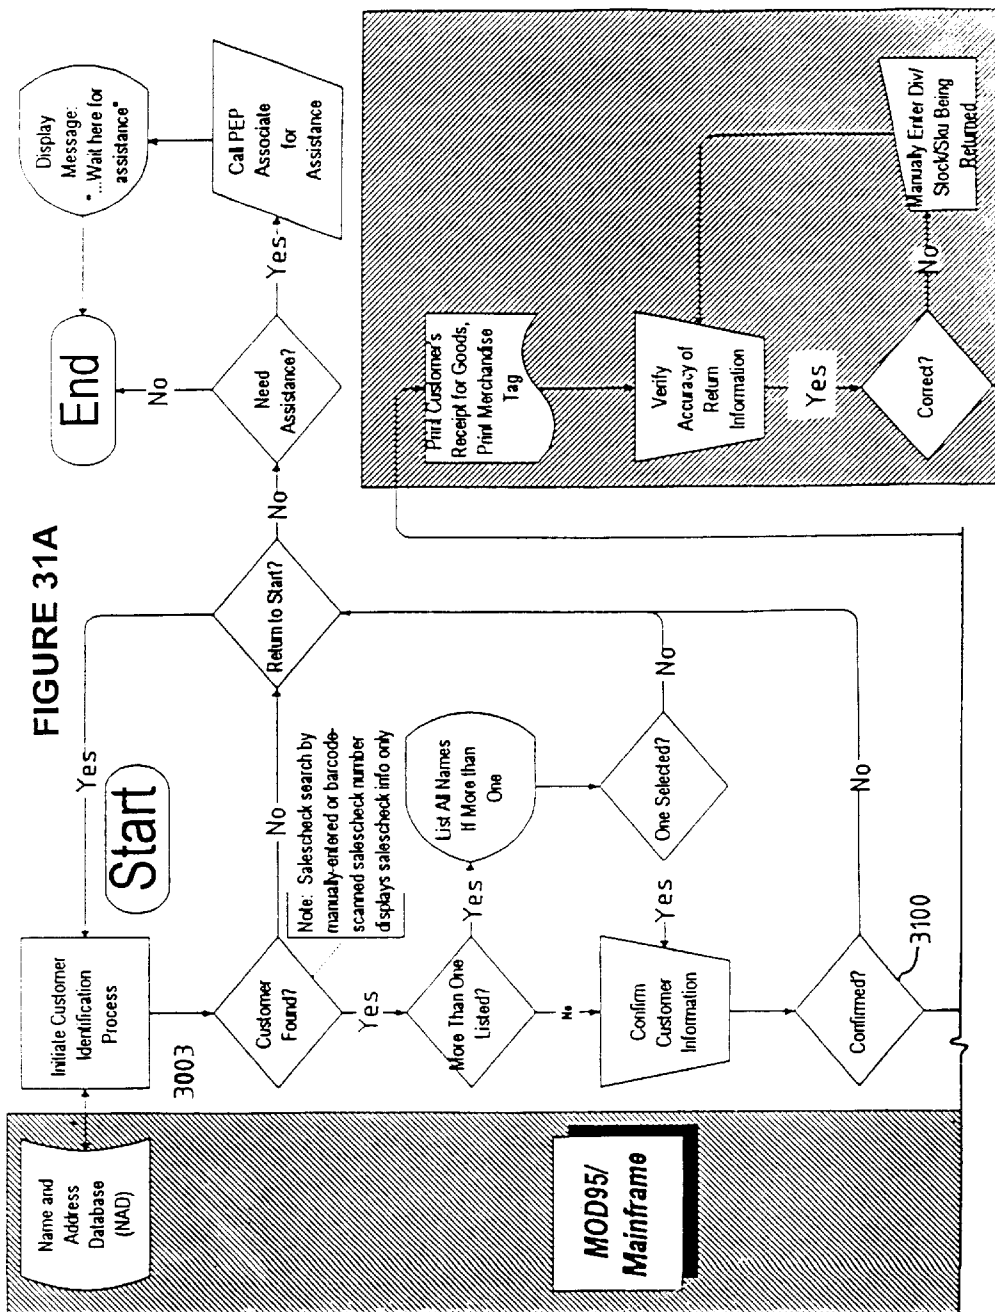 FIGURE 31A
Name and
Address
Database
(NAD)
Initiate Customer
Identification
Process
3003
Start
Yes
Customer
Found?
No
Note: Salescheck search by
manually-entered or barcode-
scanned salescheck number
displays salescheck info only
Yes
More Than One
Listed?
Yes
List All Names
If More than
One
No
Confirm
Customer
Information
Yes
One Selected?
No
Confirmed?
3100
No
Return to Start?
No
Need
Assistance?
No
End
Yes
Call PEP
Associate
for
Assistance
Display
Message:
"...Wait here for
assistance"
MOD95/
Mainframe
Print Customer's
Receipt for Goods,
Print Merchandise
Tag
Verify
Accuracy of
Return
Information
Yes
Correct?
No
Manually Enter Div/
Stock/Sku Being
Returned